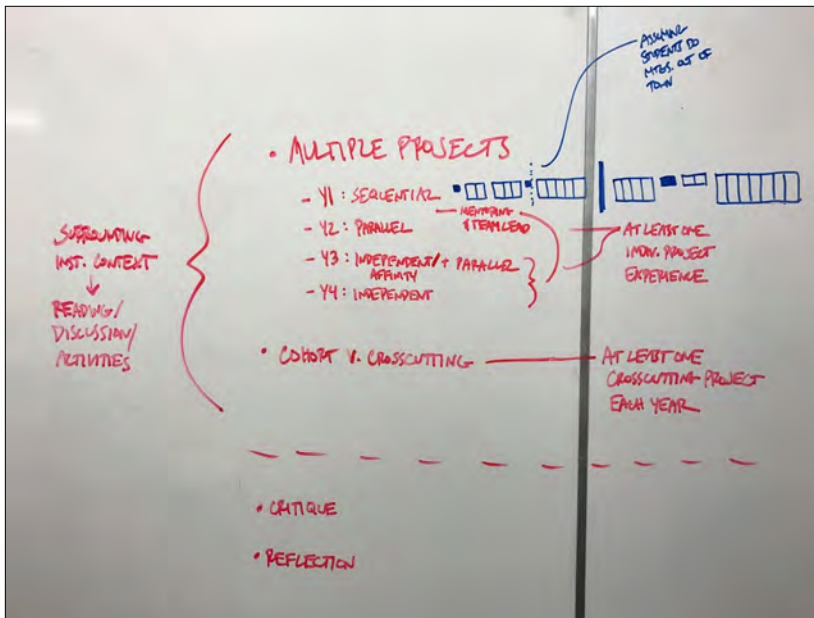 ASSUMING
STUDENTS DO
MTGS. OUT OF
TOWN
• MULTIPLE PROJECTS
- Y1: SEQUENTIAL
MENTORING
& TEAM LEAD
- Y2: PARALLEL
- Y3: INDEPENDENT/ + PARALLEL
AFFINITY
- Y4: INDEPENDENT
AT LEAST ONE
INDIV. PROJECT
EXPERIENCE
SURROUNDING
INST. CONTEXT
READING/
DISCUSSION/
ACTIVITIES
• COHORT V. CROSSCUTTING
AT LEAST ONE
CROSSCUTTING PROJECT
EACH YEAR
• CRITIQUE
• REFLECTION